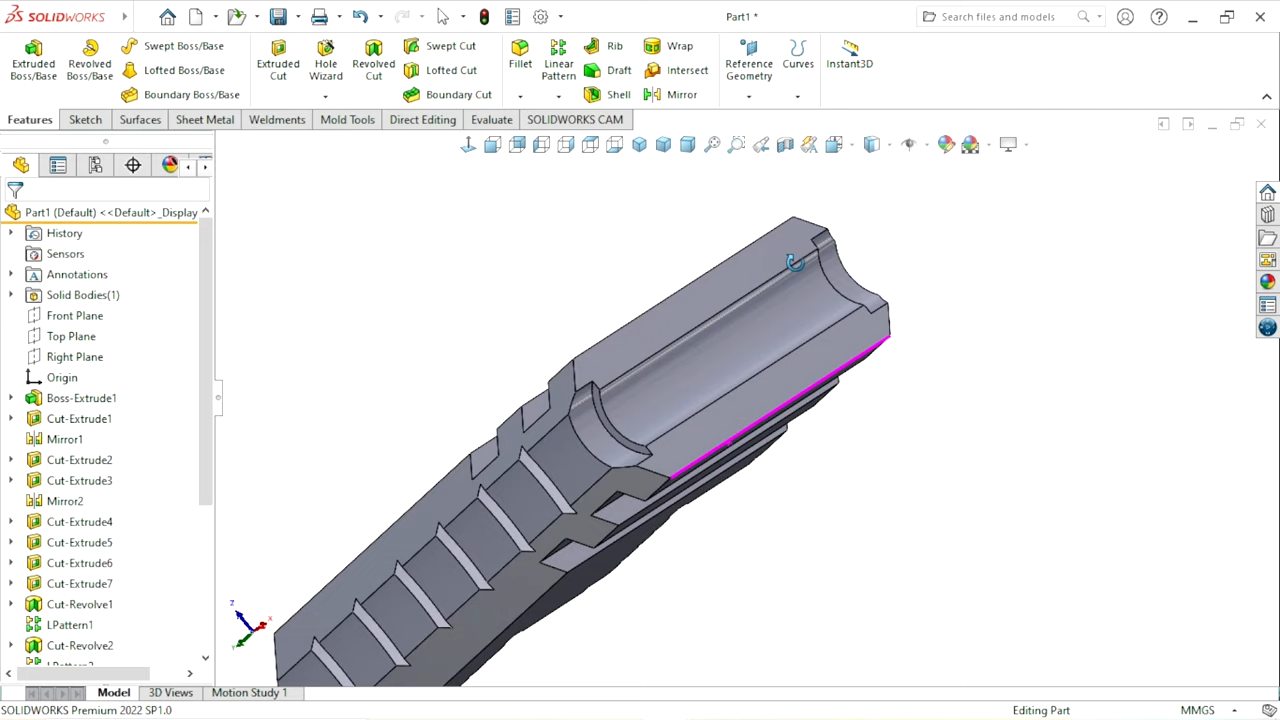 SOLIDWORKS
Part1 *
Search files and models
Extruded Boss/Base
Revolved Boss/Base
Swept Boss/Base
Lofted Boss/Base
Boundary Boss/Base
Extruded Cut
Hole Wizard
Revolved Cut
Swept Cut
Lofted Cut
Boundary Cut
Fillet
Linear Pattern
Rib
Draft
Shell
Wrap
Intersect
Mirror
Reference Geometry
Curves
Instant3D
Features
Sketch
Surfaces
Sheet Metal
Weldments
Mold Tools
Direct Editing
Evaluate
SOLIDWORKS CAM
Part1 (Default) <<Default>_Display
History
Sensors
Annotations
Solid Bodies(1)
Front Plane
Top Plane
Right Plane
Origin
Boss-Extrude1
Cut-Extrude1
Mirror1
Cut-Extrude2
Cut-Extrude3
Mirror2
Cut-Extrude4
Cut-Extrude5
Cut-Extrude6
Cut-Extrude7
Cut-Revolve1
LPattern1
Cut-Revolve2
Z
X
Y
Model
3D Views
Motion Study 1
SOLIDWORKS Premium 2022 SP1.0
Editing Part
MMGS